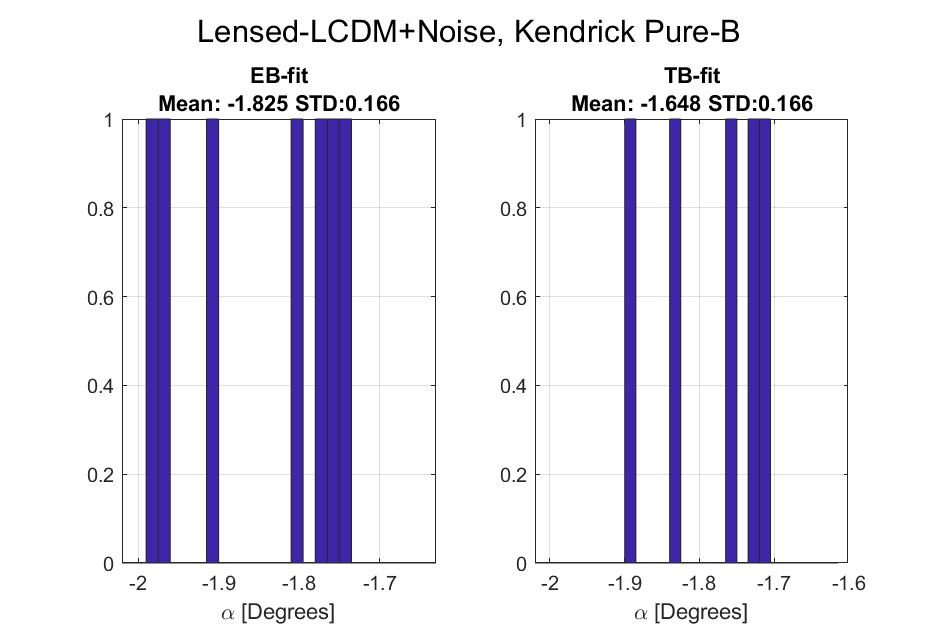 Lensed-LCDM+Noise, Kendrick Pure-B
EB-fit
Mean: -1.825 STD:0.166
1
0.8
0.6
0.4
0.2
0
-2 -1.9 -1.8 -1.7
α [Degrees]
TB-fit
Mean: -1.648 STD:0.166
1
0.8
0.6
0.4
0.2
0
-2 -1.9 -1.8 -1.7 -1.6
α [Degrees]